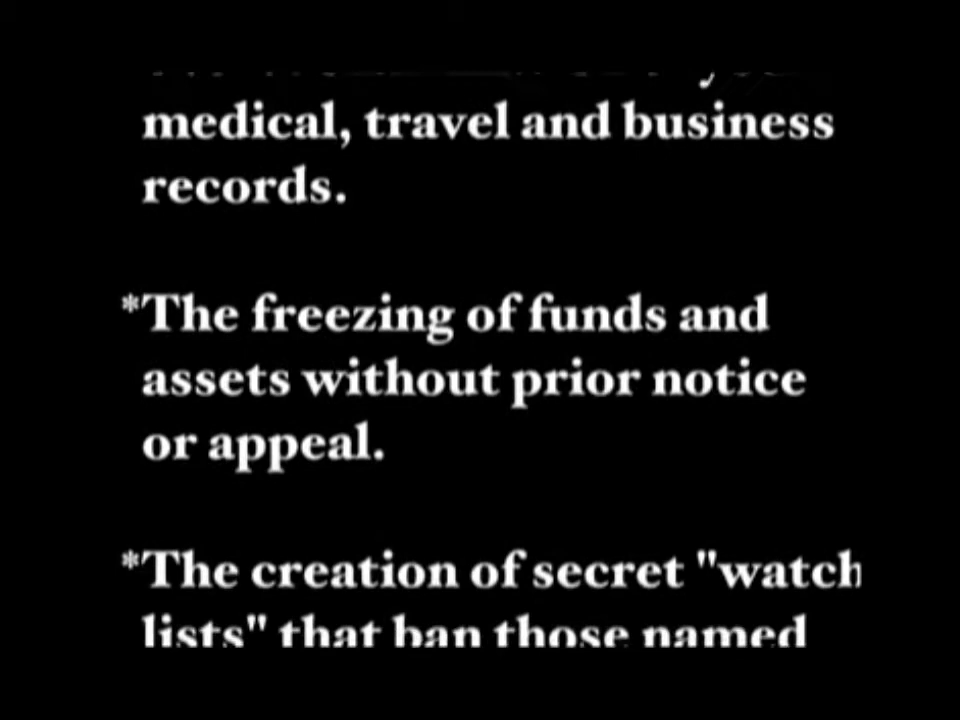 medical, travel and business
records.
*The freezing of funds and
assets without prior notice
or appeal.
*The creation of secret "watch
lists" that ban those named